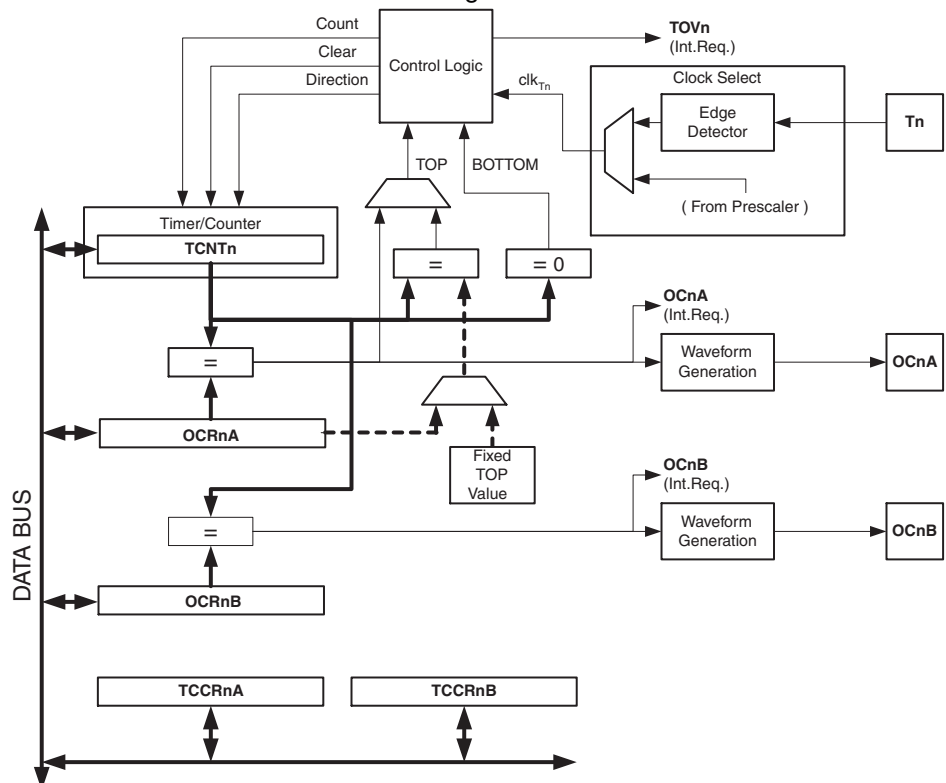 Count
Clear
Direction
Control Logic
TOVn
(Int.Req.)
clkTn
Clock Select
Edge
Detector
Tn
( From Prescaler )
TOP
BOTTOM
Timer/Counter
TCNTn
=
= 0
OCnA
(Int.Req.)
=
Waveform
Generation
OCnA
OCRnA
Fixed
TOP
Value
OCnB
(Int.Req.)
=
Waveform
Generation
OCnB
OCRnB
DATA BUS
TCCRnA
TCCRnB